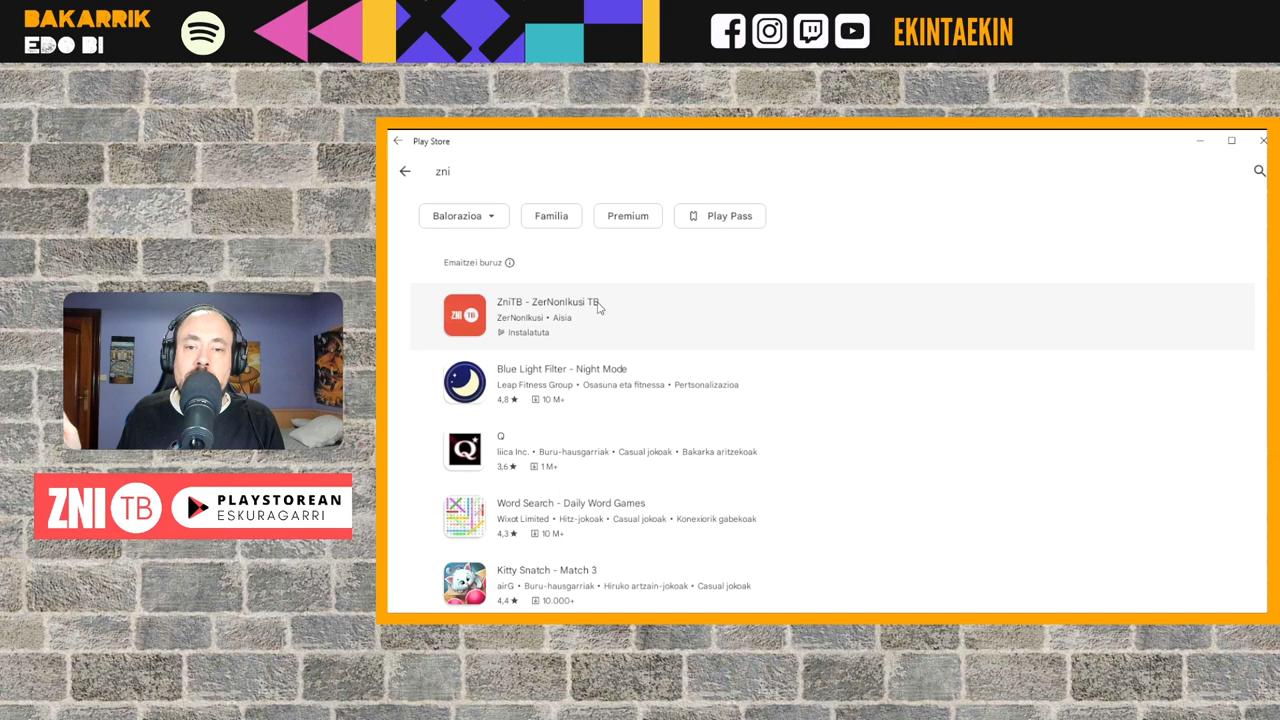 BAKARRIK
EDO BI
EKINTAEKIN
Play Store
zni
Balorazioa
Familia
Premium
Play Pass
Emaitzei buruz
ZNI TB
ZniTB - ZerNonIkusi TB
ZerNonIkusi • Aisia
Instalatuta
Blue Light Filter - Night Mode
Leap Fitness Group • Osasuna eta fitnessa • Pertsonalizazioa
4,8 ★ 10 M+
Q
Q
liica Inc. • Buru-hausgarriak • Casual jokoak • Bakarka aritzekoak
3,6 ★ 1 M+
Word Search - Daily Word Games
Wixot Limited • Hitz-jokoak • Casual jokoak • Konexiorik gabekoak
4,3 ★ 10 M+
Kitty Snatch - Match 3
airG • Buru-hausgarriak • Hiruko artzain-jokoak • Casual jokoak
4,4 ★ 10.000+
ZNI TB
PLAYSTOREAN
ESKURAGARRI